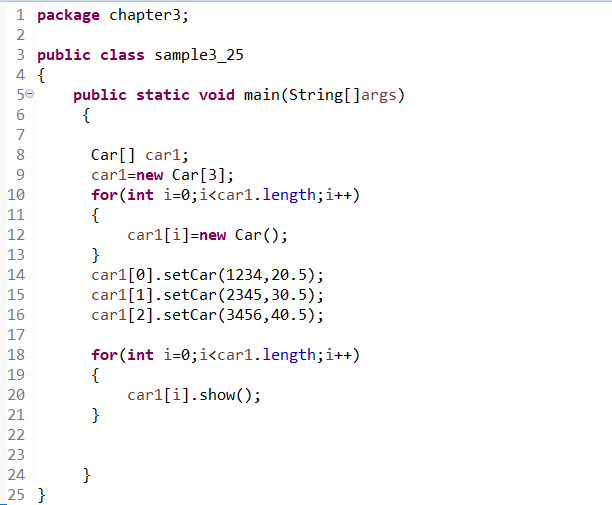 1 package chapter3;
2
3 public class sample3_25
4 {
5 public static void main(String[]args)
6 {
7
8 Car[] car1;
9 car1=new Car[3];
10 for(int i=0;i<car1.length;i++)
11 {
12 car1[i]=new Car();
13 }
14 car1[0].setCar(1234,20.5);
15 car1[1].setCar(2345,30.5);
16 car1[2].setCar(3456,40.5);
17
18 for(int i=0;i<car1.length;i++)
19 {
20 car1[i].show();
21 }
22
23
24 }
25 }